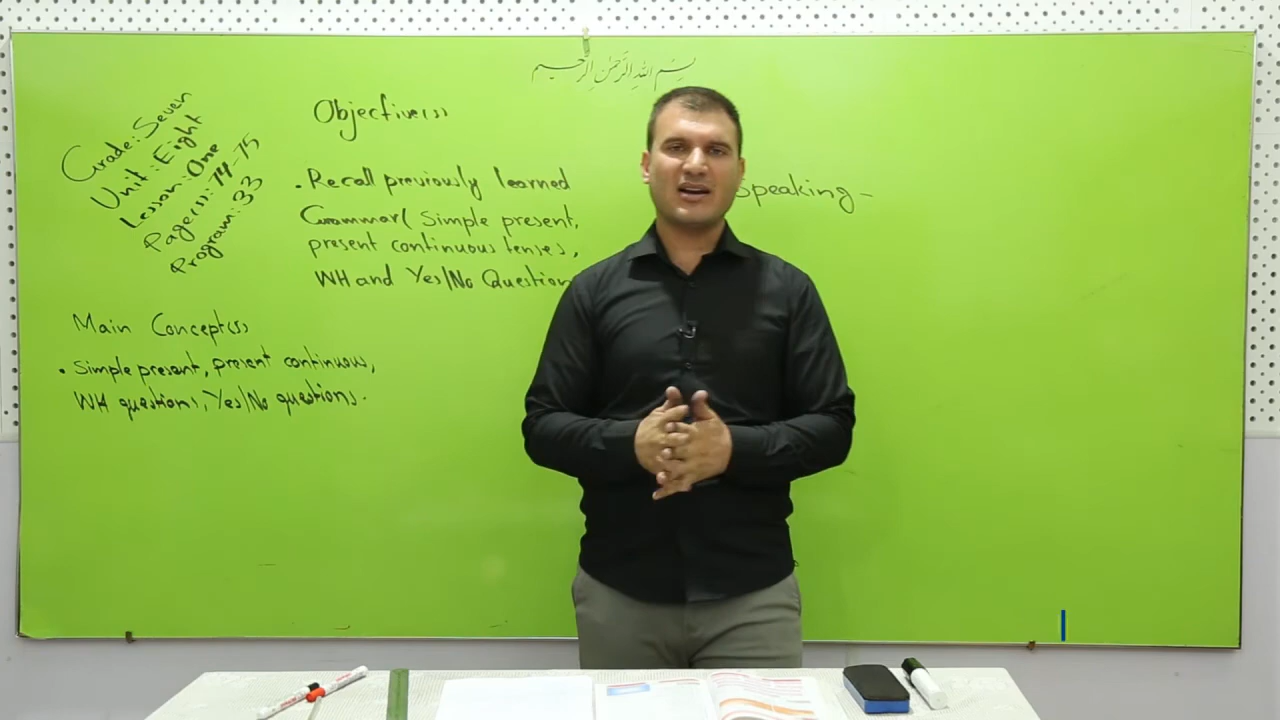 بسم الله الرحمن الرحيم
Grade: Seven
Unit: Eight
Lesson: One
Page(s): 74-75
Program: 33
Objective(s)
• Recall previously learned
Grammar( Simple present,
present continuous tenses,
WH and Yes/No Question
Speaking -
Main Concept(s)
• Simple present, present continuous,
WH questions, Yes/No questions.